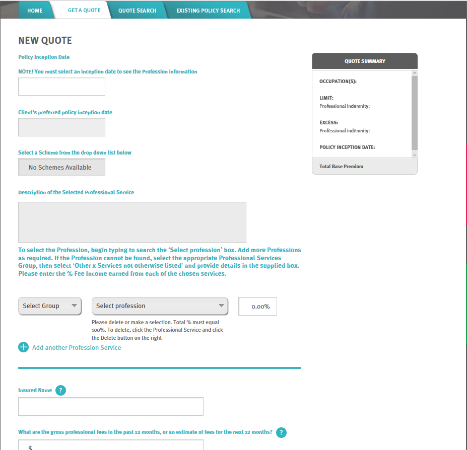 HOME
GET A QUOTE
QUOTE SEARCH
EXISTING POLICY SEARCH
NEW QUOTE
Policy Inception Date
NOTE! You must select an inception date to see the Profession information
Client's preferred policy inception date
Select a Scheme from the drop down list below
No Schemes Available
Description of the Selected Professional Service
To select the Profession, begin typing to search the 'Select profession' box. Add more Professions
as required. If the Profession cannot be found, select the appropriate Professional Services
Group, then select 'Other x Services not otherwise listed' and provide details in the supplied box.
Please enter the % Fee Income earned from each of the chosen services.
Select Group
Select profession
0.00%
Please delete or make a selection. Total % must equal
100%. To delete, click the Professional Service and click
the Delete button on the right
Add another Profession Service
Insured Name ?
What are the gross professional fees in the past 12 months, or an estimate of fees for the next 12 months? ?
$
QUOTE SUMMARY
OCCUPATION(S):
LIMIT:
Professional Indemnity:
EXCESS:
Professional Indemnity:
POLICY INCEPTION DATE:
Total Base Premium